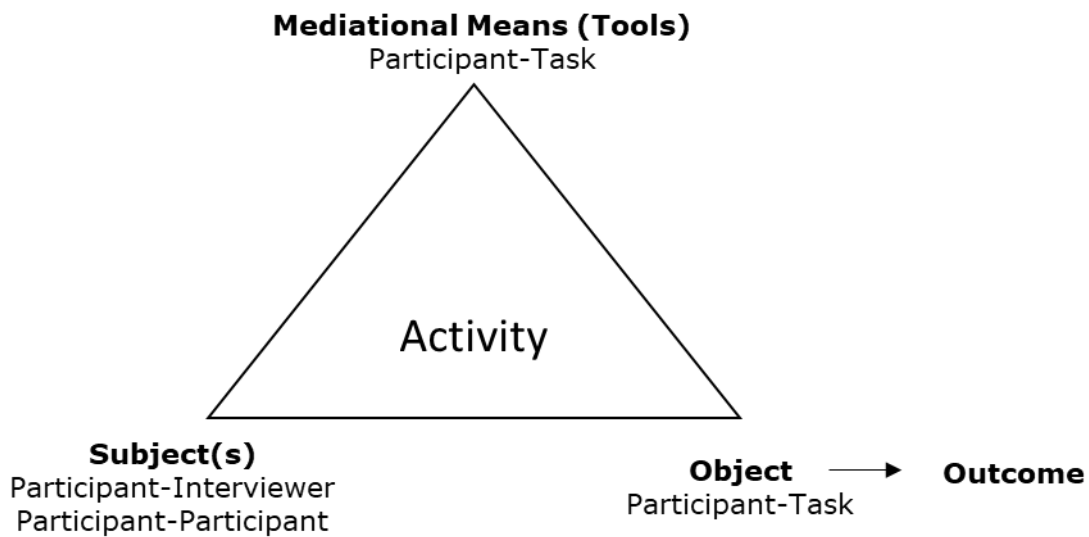 Mediational Means (Tools)
Participant-Task
Activity
Subject(s)
Participant-Interviewer
Participant-Participant
Object
Participant-Task
Outcome